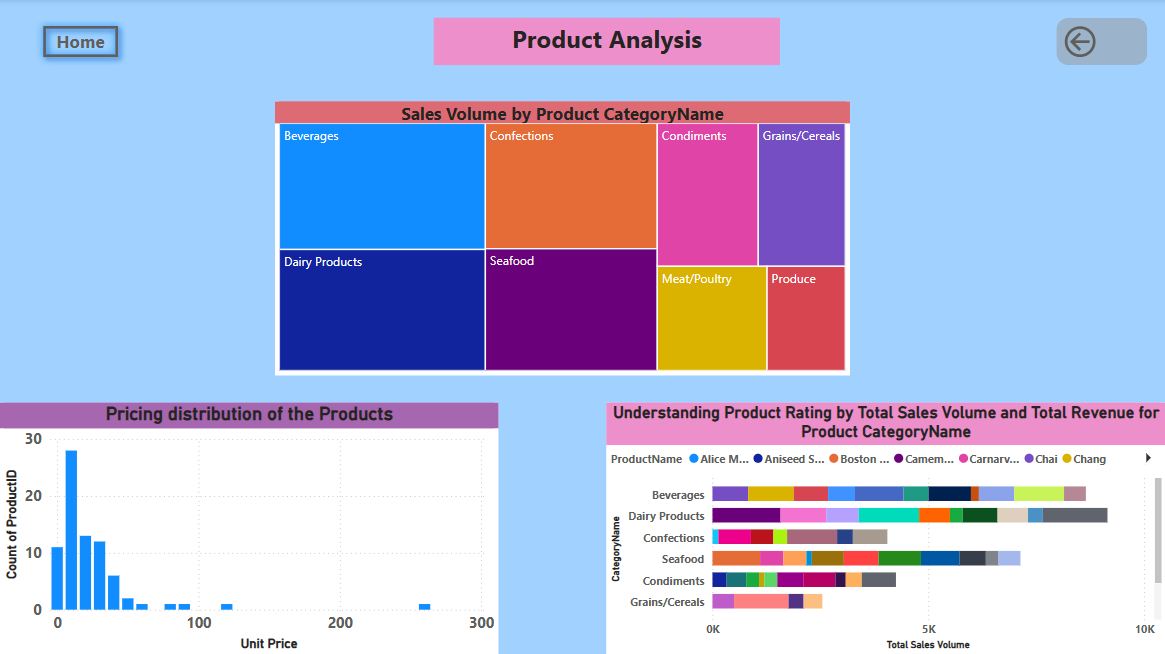 Home
Product Analysis
Sales Volume by Product CategoryName
Beverages
Confections
Condiments
Grains/Cereals
Dairy Products
Seafood
Meat/Poultry
Produce
Pricing distribution of the Products
30
20
10
0
Count of ProductID
0 100 200 300
Unit Price
Understanding Product Rating by Total Sales Volume and Total Revenue for
Product CategoryName
ProductName Alice M... Aniseed S... Boston ... Camem... Carnarv... Chai Chang
CategoryName
Beverages
Dairy Products
Confections
Seafood
Condiments
Grains/Cereals
0K 5K 10K
Total Sales Volume